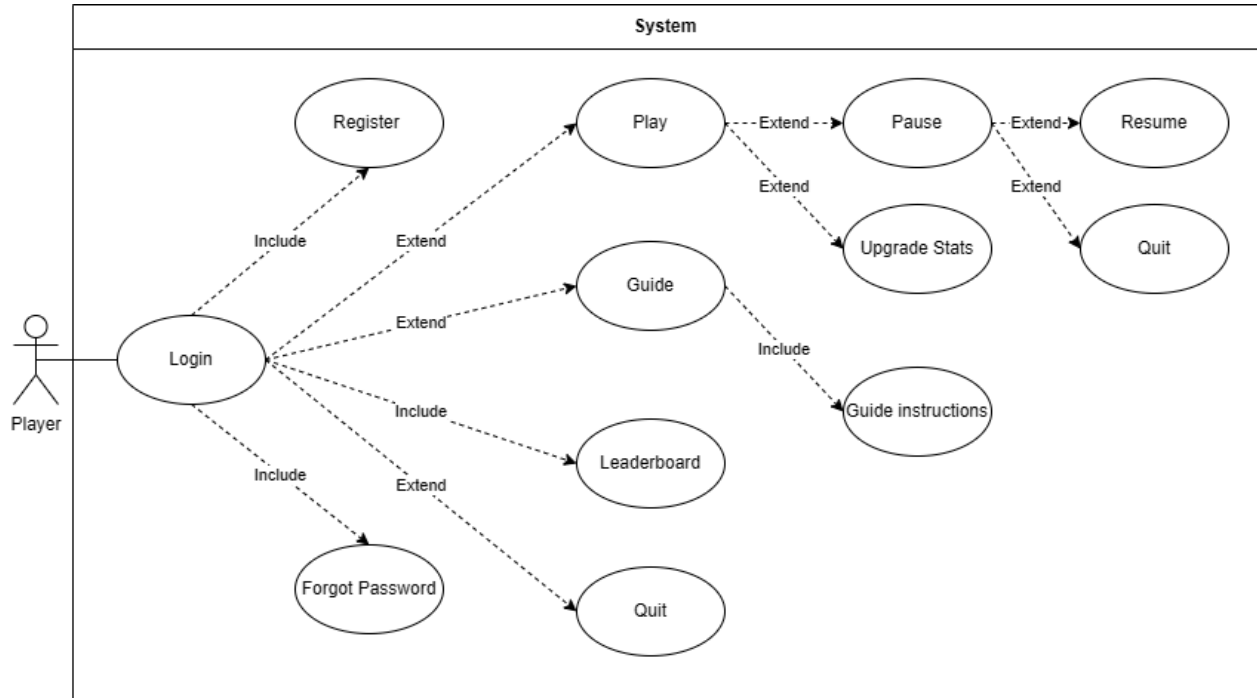 System
Register
Play
Extend
Pause
Extend
Resume
Extend
Extend
Include
Extend
Upgrade Stats
Quit
Guide
Extend
Include
Login
Player
Include
Guide instructions
Leaderboard
Include
Extend
Forgot Password
Quit